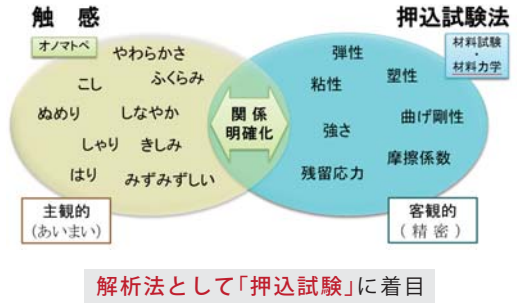 触 感
押込試験法
オノマトペ
材料試験
・
材料力学
やわらかさ
こし
ふくらみ
ぬめり
しなやか
しゃり
きしみ
はり
みずみずしい
関 係
明確化
弾性
粘性
塑性
強さ
曲げ剛性
摩擦係数
残留応力
主観的
(あいまい)
客観的
(精 密)
解析法として「押込試験」に着目